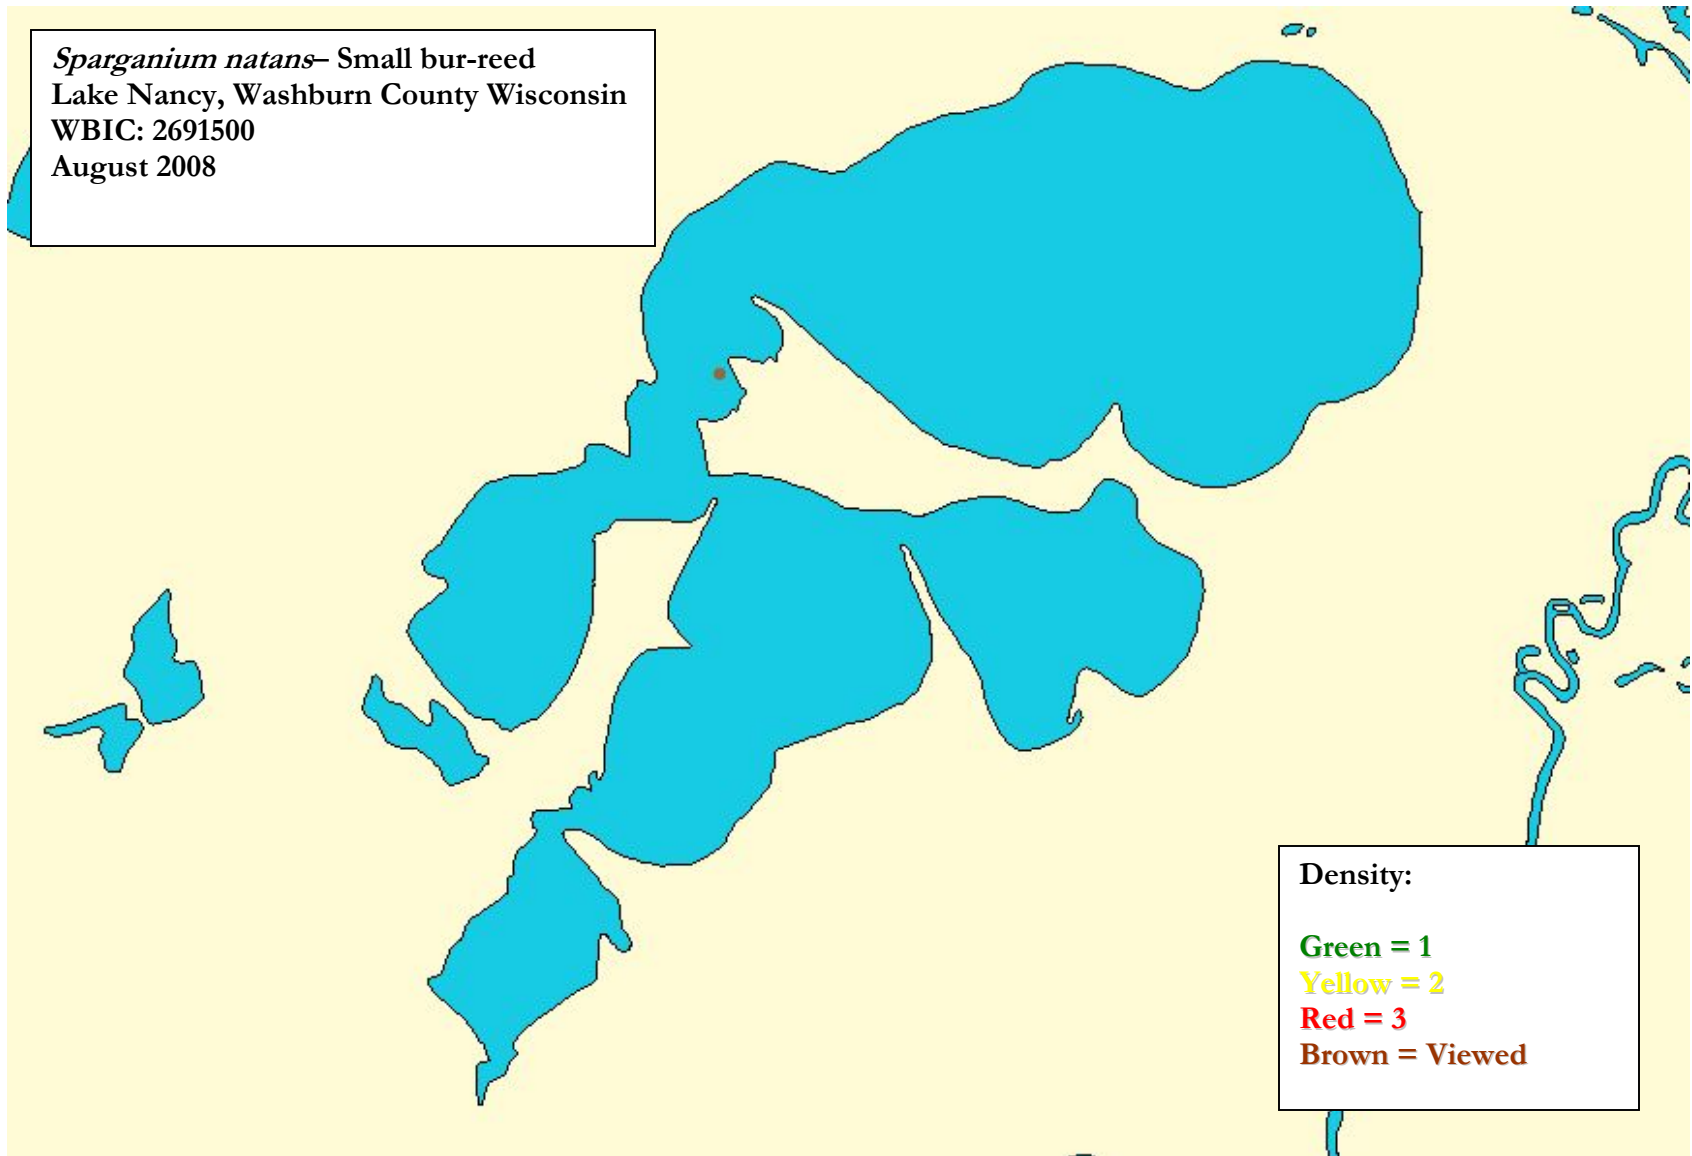 Sparganium natans– Small bur-reed
Lake Nancy, Washburn County Wisconsin
WBIC: 2691500
August 2008
Density:
Green = 1
Yellow = 2
Red = 3
Brown = Viewed